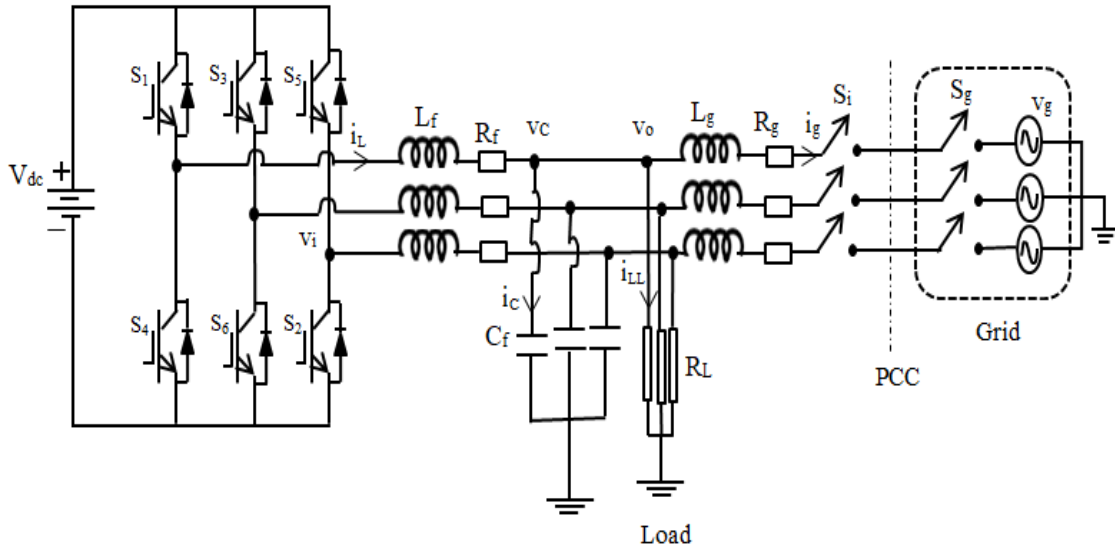 S1
S3
S5
Vdc
+
−
iL
Lf
Rf
vC
vo
Lg
Rg
ig
Si
Sg
vg
Grid
vi
S4
S6
S2
iC
Cf
iLL
RL
PCC
Load